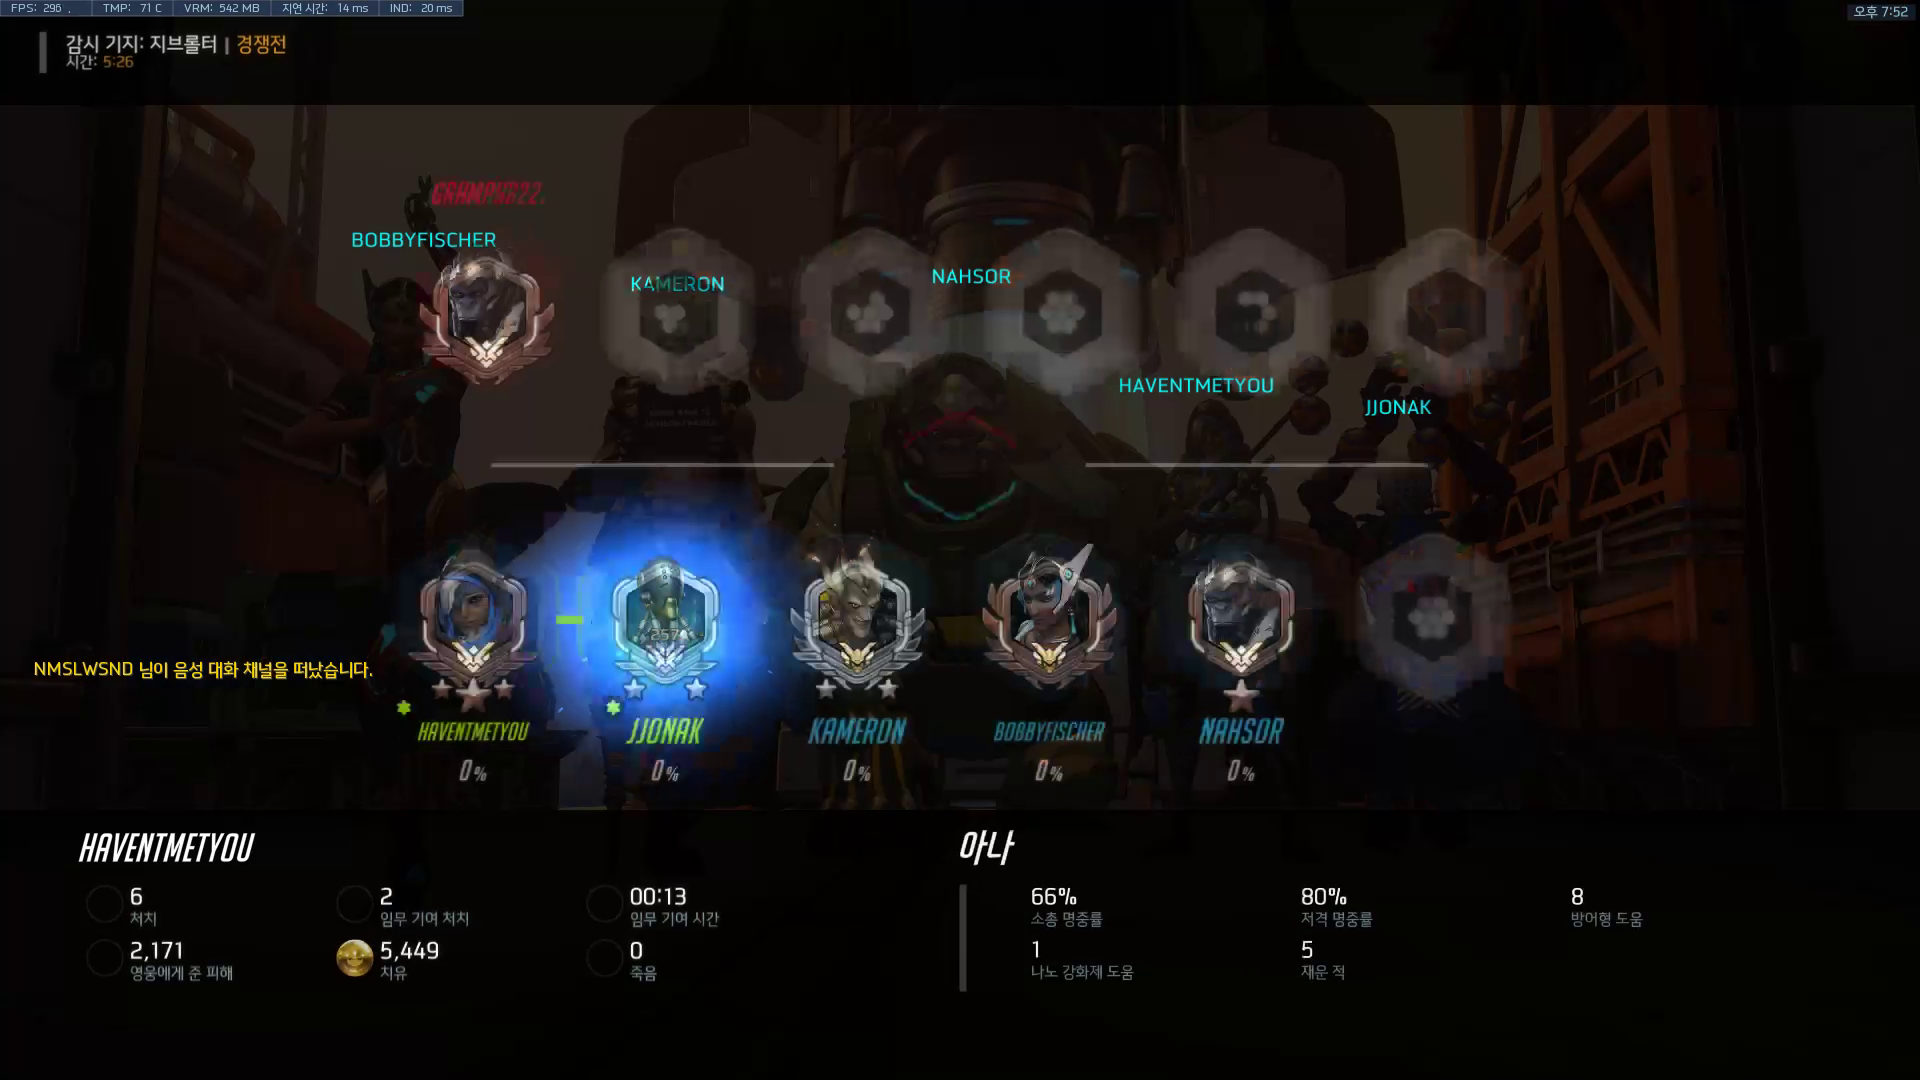 FPS: 296 .
TMP: 71 C
VRM: 542 MB
지연 시간: 14 ms
IND: 20 ms
오후 7:52
감시 기지: 지브롤터 | 경쟁전
시간: 5:26
BOBBYFISCHER
KAMERON
NAHSOR
HAVENTMETYOU
JJONAK
257
NMSLWSND 님이 음성 대화 채널을 떠났습니다.
HAVENTMETYOU
JJONAK
KAMERON
BOBBYFISCHER
NAHSOR
0%
0%
0%
0%
0%
HAVENTMETYOU
6
처치
2
임무 기여 처치
00:13
임무 기여 시간
2,171
영웅에게 준 피해
5,449
치유
0
죽음
아나
66%
소총 명중률
80%
저격 명중률
8
방어형 도움
1
나노 강화제 도움
5
재운 적